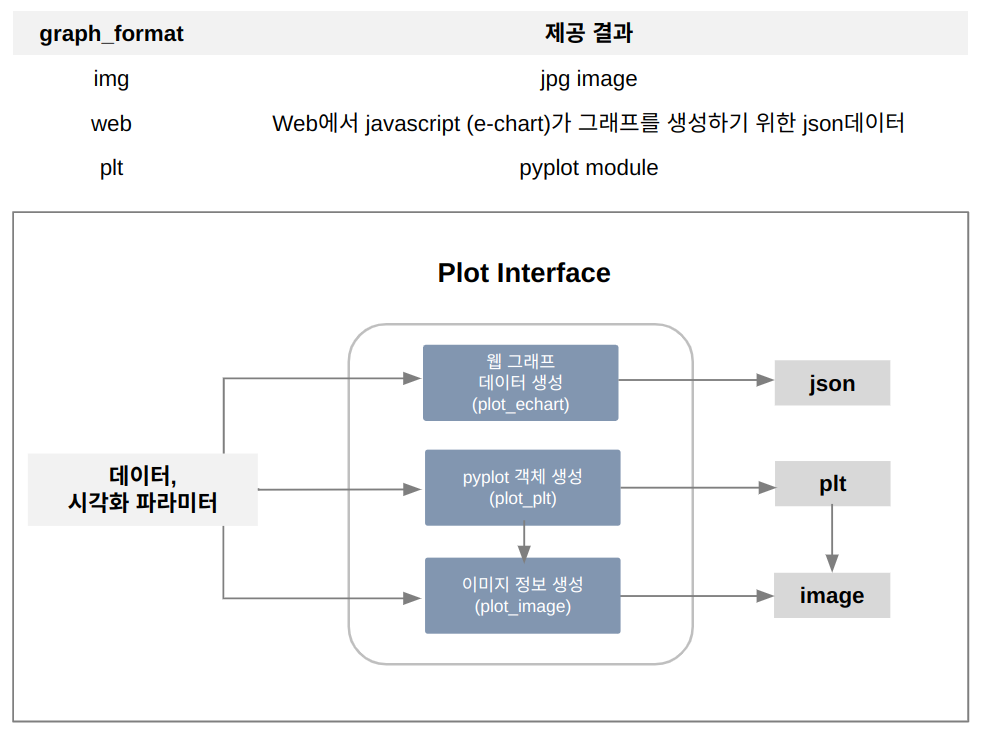 graph_format 제공 결과
img jpg image
web Web에서 javascript (e-chart)가 그래프를 생성하기 위한 json데이터
plt pyplot module
Plot Interface
웹 그래프
데이터 생성
(plot_echart)
json
데이터,
시각화 파라미터
pyplot 객체 생성
(plot_plt)
plt
이미지 정보 생성
(plot_image)
image